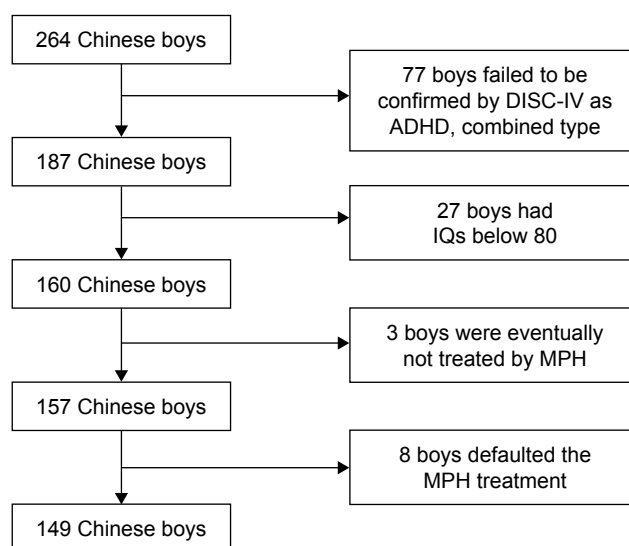 264 Chinese boys
77 boys failed to be
confirmed by DISC-IV as
ADHD, combined type
187 Chinese boys
27 boys had
IQs below 80
160 Chinese boys
3 boys were eventually
not treated by MPH
157 Chinese boys
8 boys defaulted the
MPH treatment
149 Chinese boys